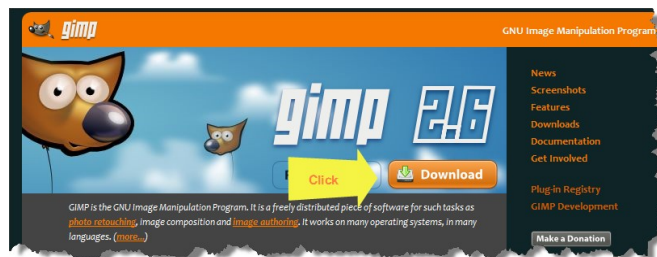 gimp
GNU Image Manipulation Program
News
Screenshots
Features
Downloads
Documentation
Get Involved
Plug-in Registry
GIMP Development
Make a Donation
gimp 2.6
Click
Download
GIMP is the GNU Image Manipulation Program. It is a freely distributed piece of software for such tasks as
photo retouching, image composition and image authoring. It works on many operating systems, in many
languages. (more...)